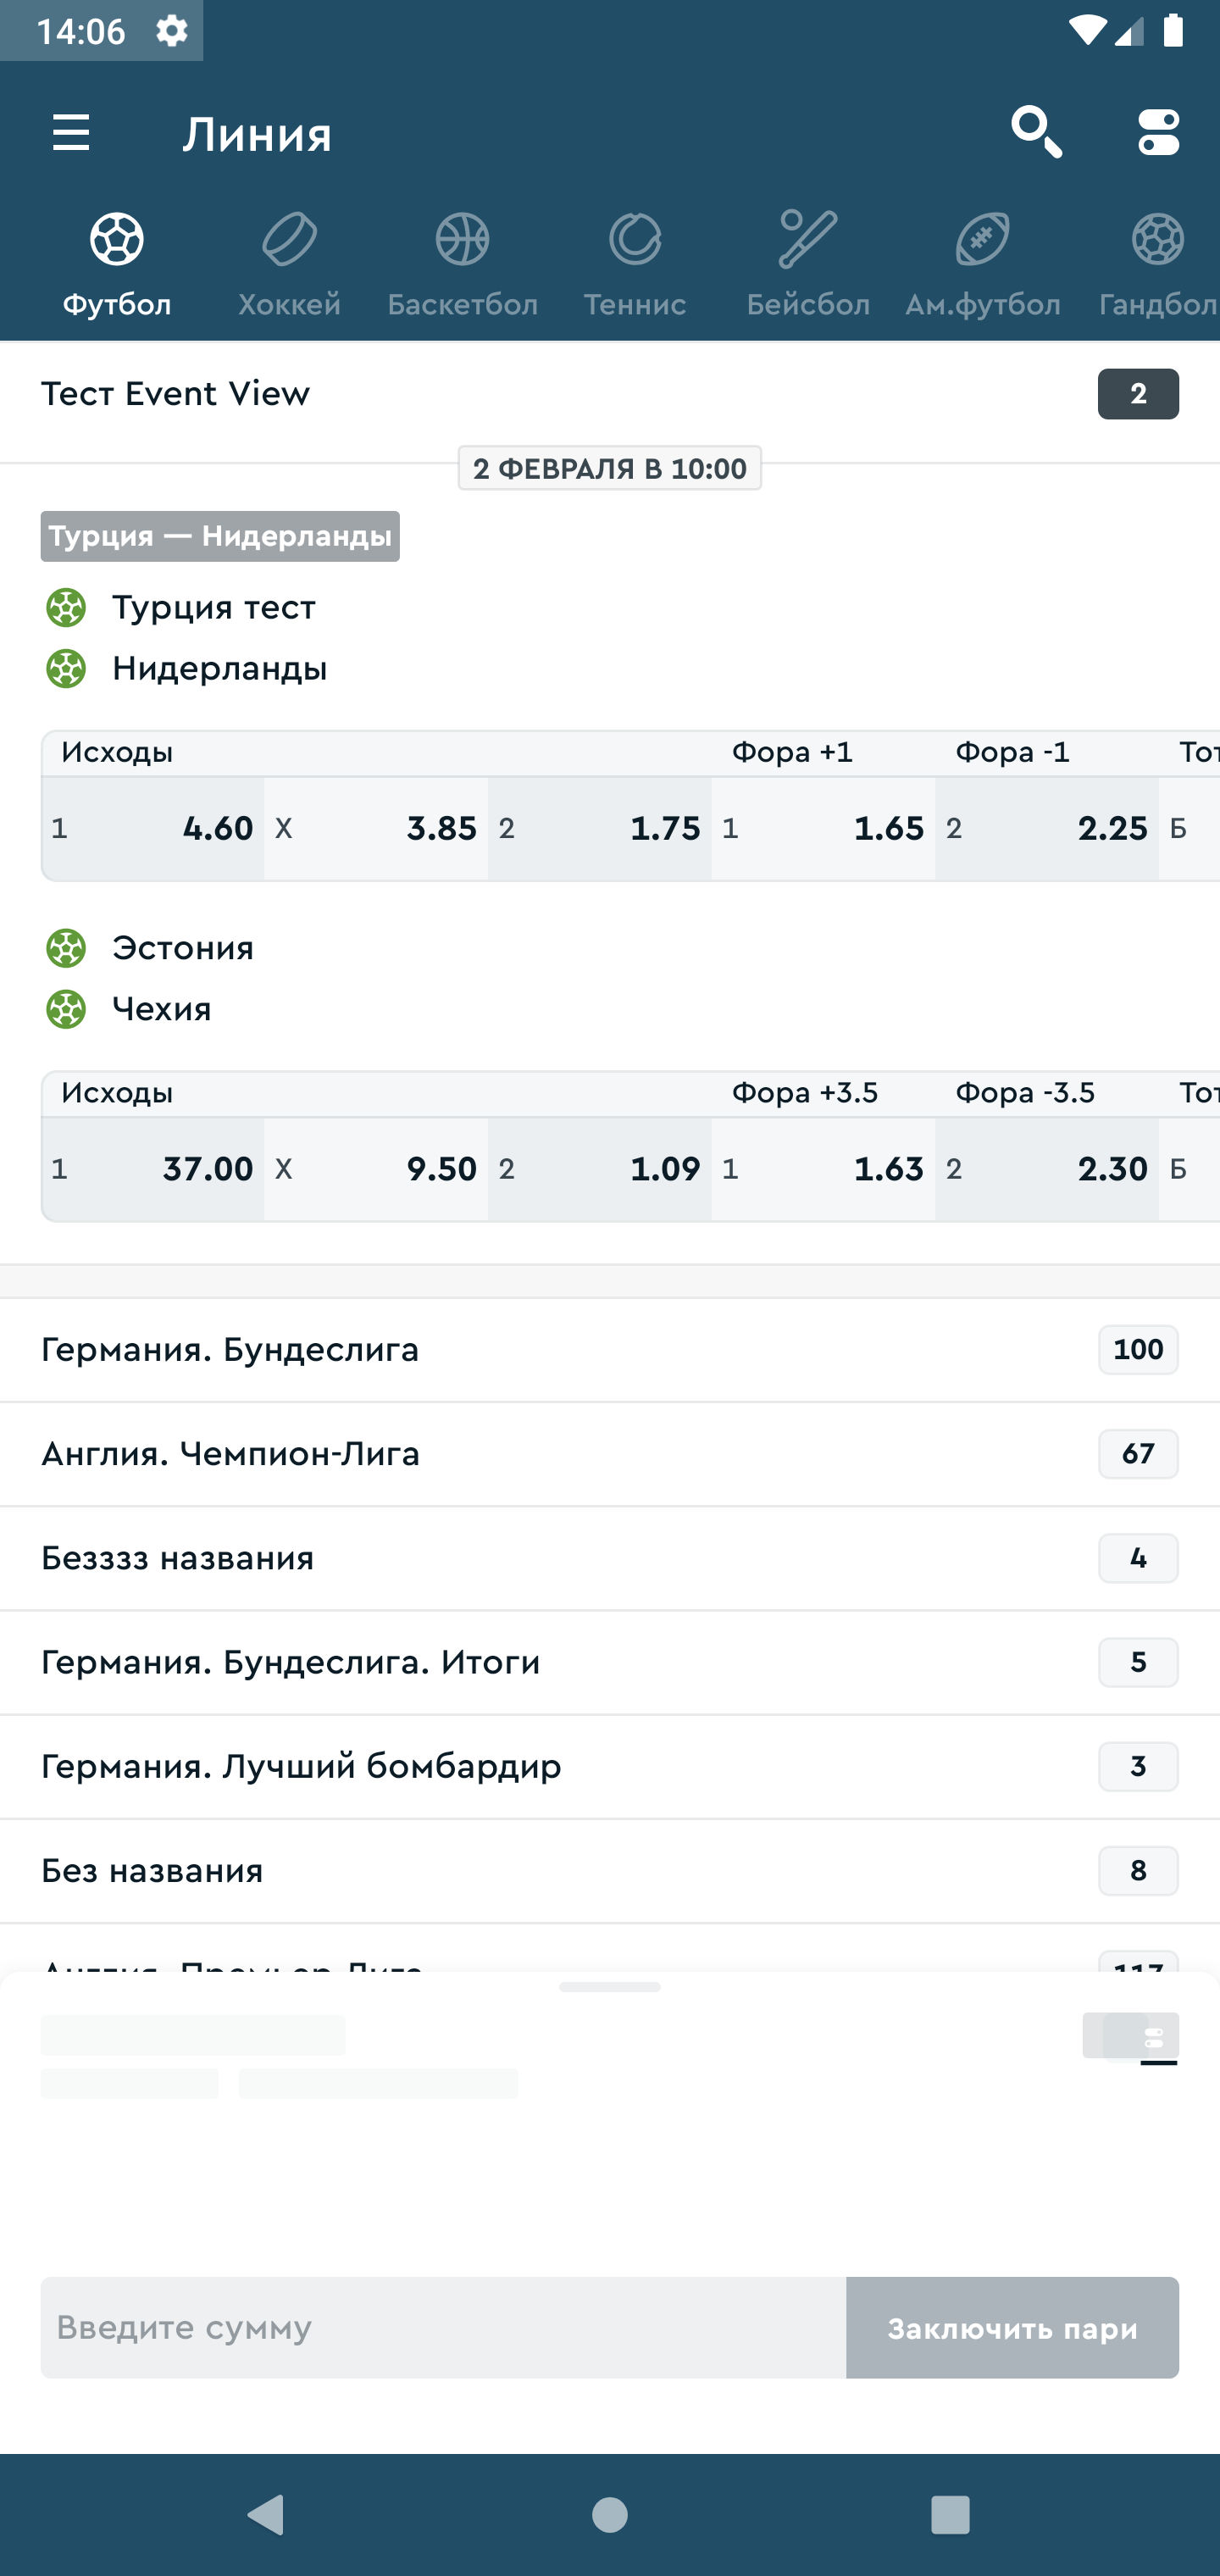 14:06
Линия
Футбол Хоккей Баскетбол Теннис Бейсбол Ам.футбол Гандбол
Тест Event View 2
2 ФЕВРАЛЯ В 10:00
Турция — Нидерланды
Турция тест
Нидерланды
Исходы Фора +1 Фора -1
1 4.60 X 3.85 2 1.75 1 1.65 2 2.25 Б
Эстония
Чехия
Исходы Фора +3.5 Фора -3.5
1 37.00 X 9.50 2 1.09 1 1.63 2 2.30 Б
Германия. Бундеслига 100
Англия. Чемпион-Лига 67
Безззз названия 4
Германия. Бундеслига. Итоги 5
Германия. Лучший бомбардир 3
Без названия 8
Англия. Премьер-Лига 117
Введите сумму Заключить пари